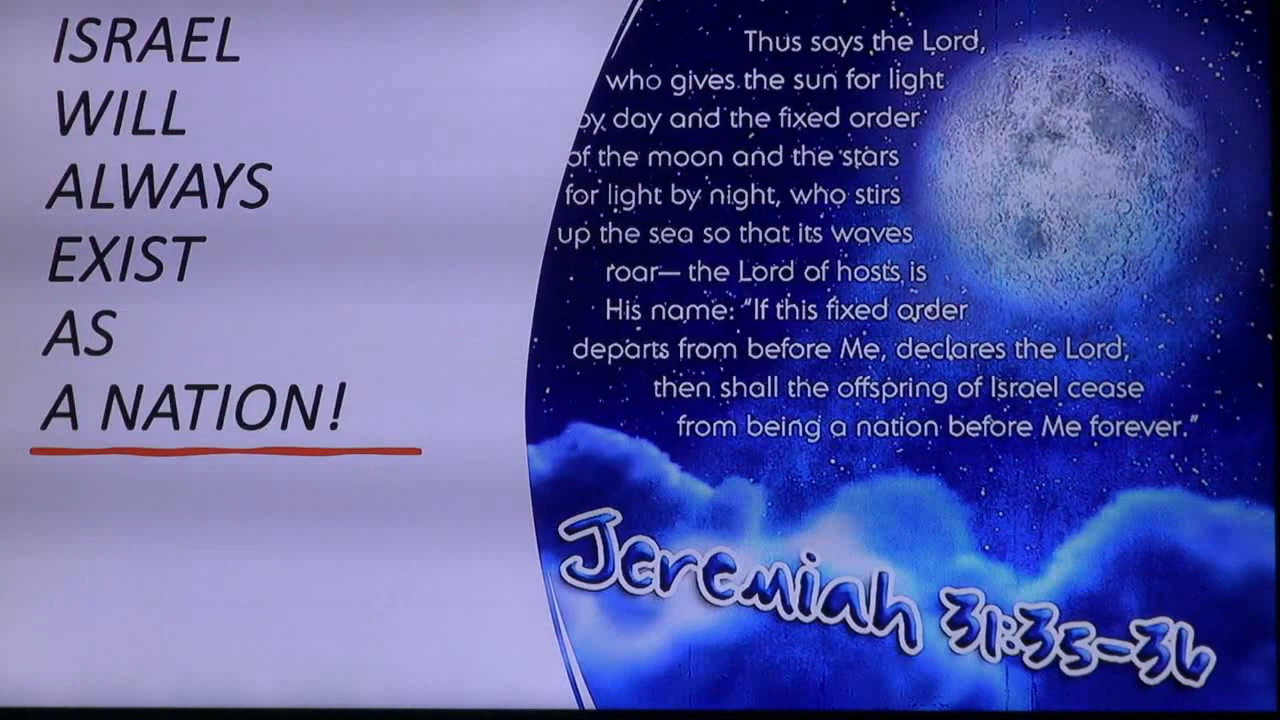 ISRAEL
WILL
ALWAYS
EXIST
AS
A NATION!
Thus says the Lord,
who gives the sun for light
by day and the fixed order
of the moon and the stars
for light by night, who stirs
up the sea so that its waves
roar— the Lord of hosts is
His name: “If this fixed order
departs from before Me, declares the Lord,
then shall the offspring of Israel cease
from being a nation before Me forever.”
Jeremiah 31:35-36